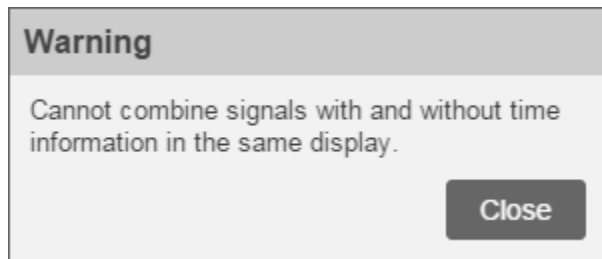 Warning
Cannot combine signals with and without time
information in the same display.
Close